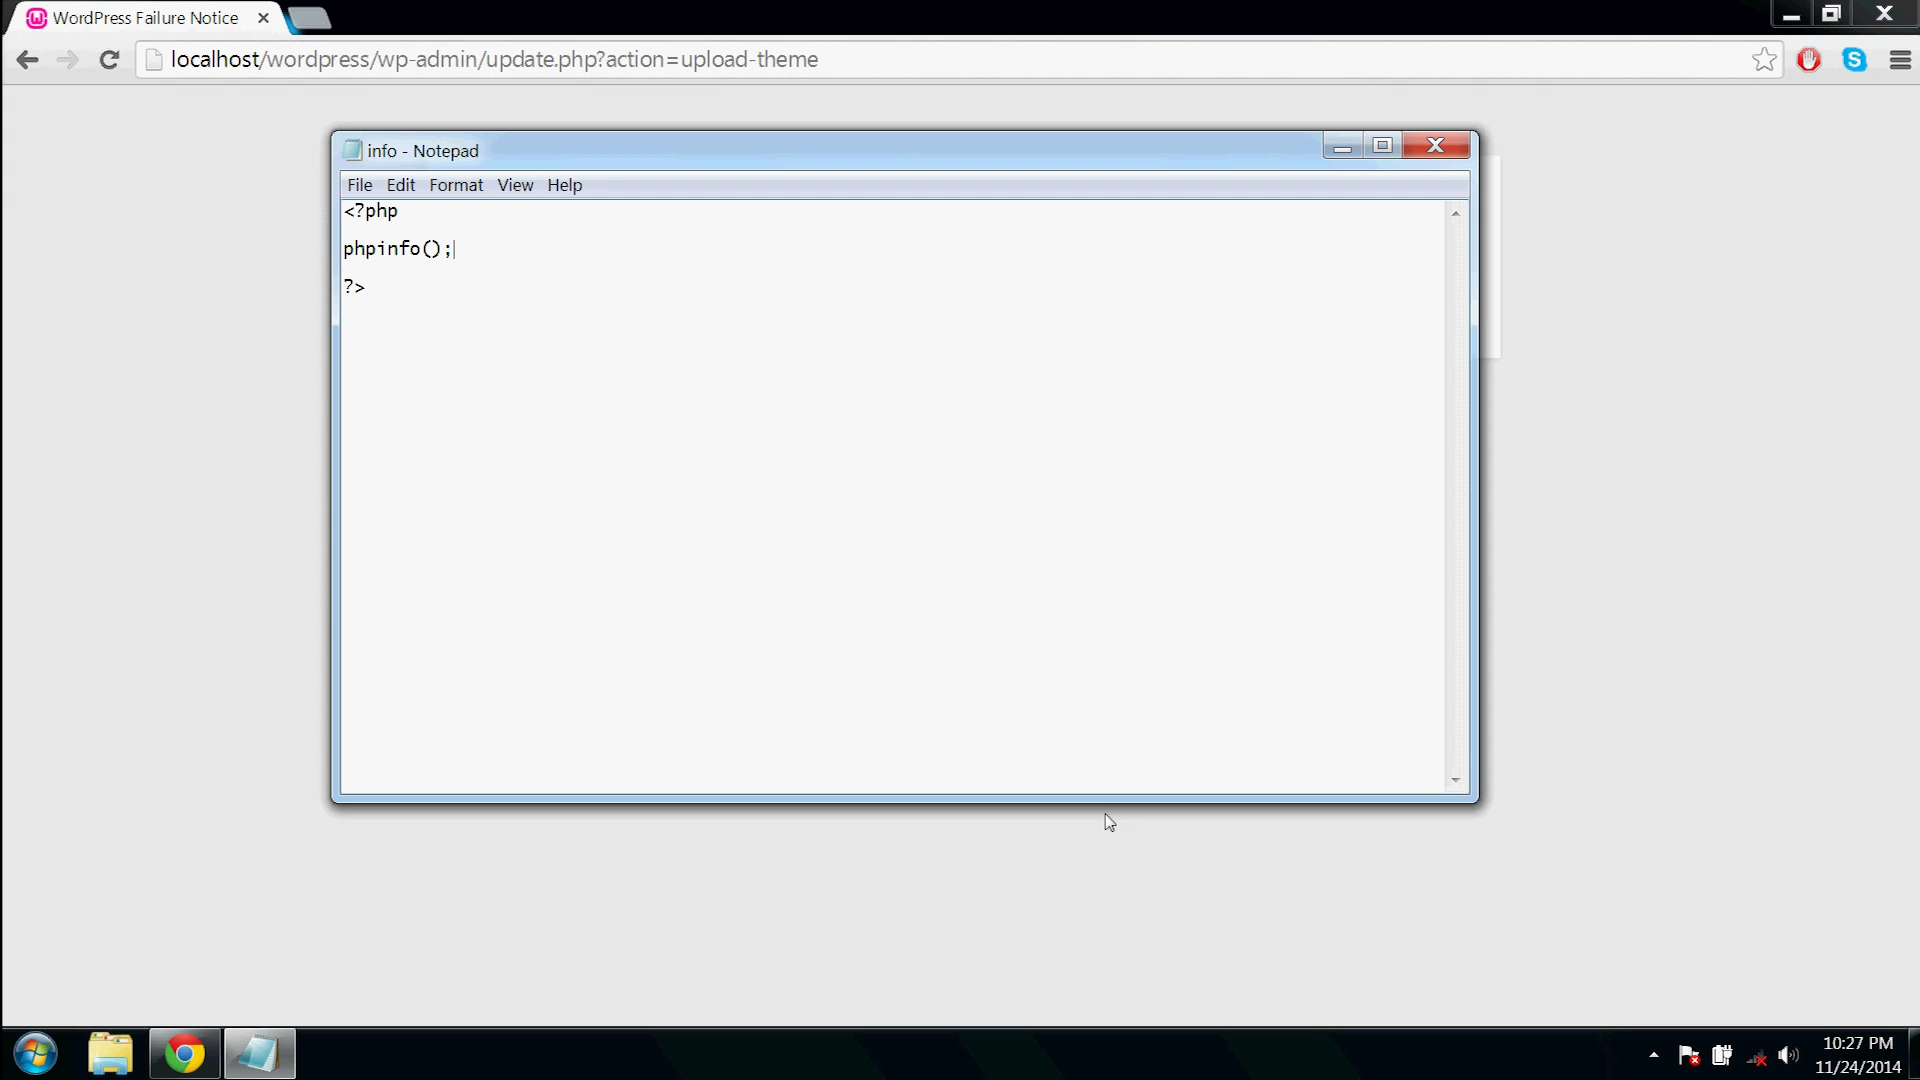 WordPress Failure Notice
localhost/wordpress/wp-admin/update.php?action=upload-theme
info - Notepad
File Edit Format View Help
<?php
phpinfo();
?>
10:27 PM
11/24/2014